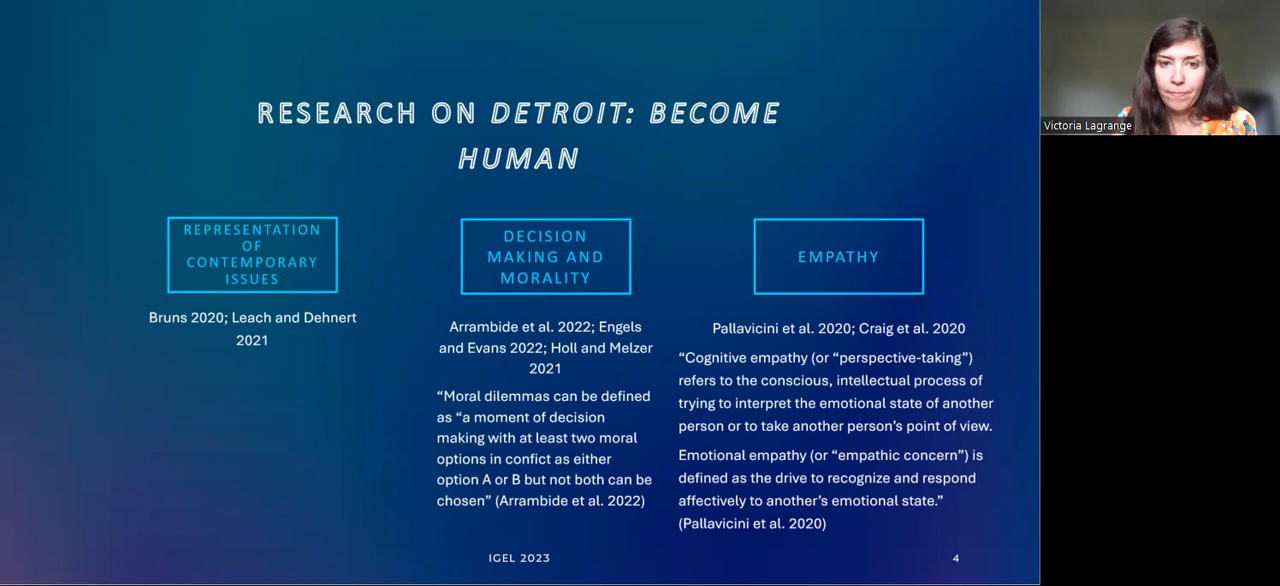 RESEARCH ON DETROIT: BECOME
HUMAN
REPRESENTATION
OF
CONTEMPORARY
ISSUES
Bruns 2020; Leach and Dehnert
2021
DECISION
MAKING AND
MORALITY
Arrambide et al. 2022; Engels
and Evans 2022; Holl and Melzer
2021
“Moral dilemmas can be defined
as “a moment of decision
making with at least two moral
options in confict as either
option A or B but not both can be
chosen” (Arrambide et al. 2022)
EMPATHY
Pallavicini et al. 2020; Craig et al. 2020
“Cognitive empathy (or “perspective-taking”)
refers to the conscious, intellectual process of
trying to interpret the emotional state of another
person or to take another person’s point of view.
Emotional empathy (or “empathic concern”) is
defined as the drive to recognize and respond
affectively to another’s emotional state.”
(Pallavicini et al. 2020)
IGEL 2023
4
Victoria Lagrange